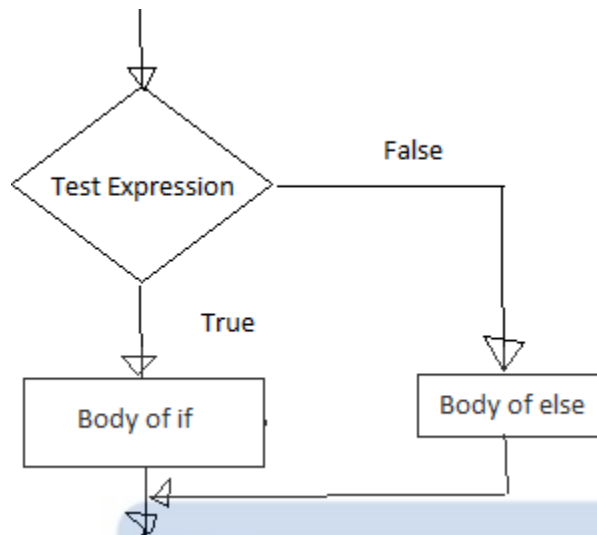 False
Test Expression
True
Body of if
Body of else